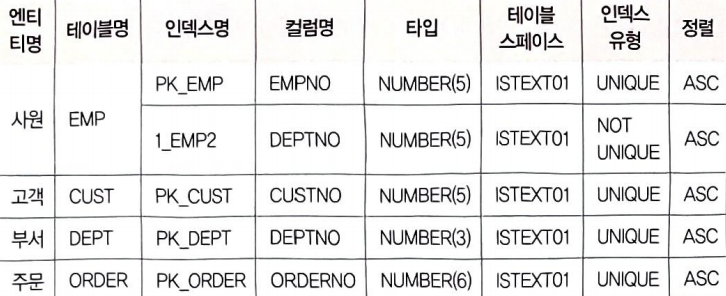 엔티티명 테이블명 인덱스명 컬럼명 타입 테이블 스페이스 인덱스 유형 정렬
사원 EMP PK_EMP EMPNO NUMBER(5) ISTEXT01 UNIQUE ASC
1_EMP2 DEPTNO NUMBER(5) ISTEXT01 NOT UNIQUE ASC
고객 CUST PK_CUST CUSTNO NUMBER(5) ISTEXT01 UNIQUE ASC
부서 DEPT PK_DEPT DEPTNO NUMBER(3) ISTEXT01 UNIQUE ASC
주문 ORDER PK_ORDER ORDERNO NUMBER(6) ISTEXT01 UNIQUE ASC